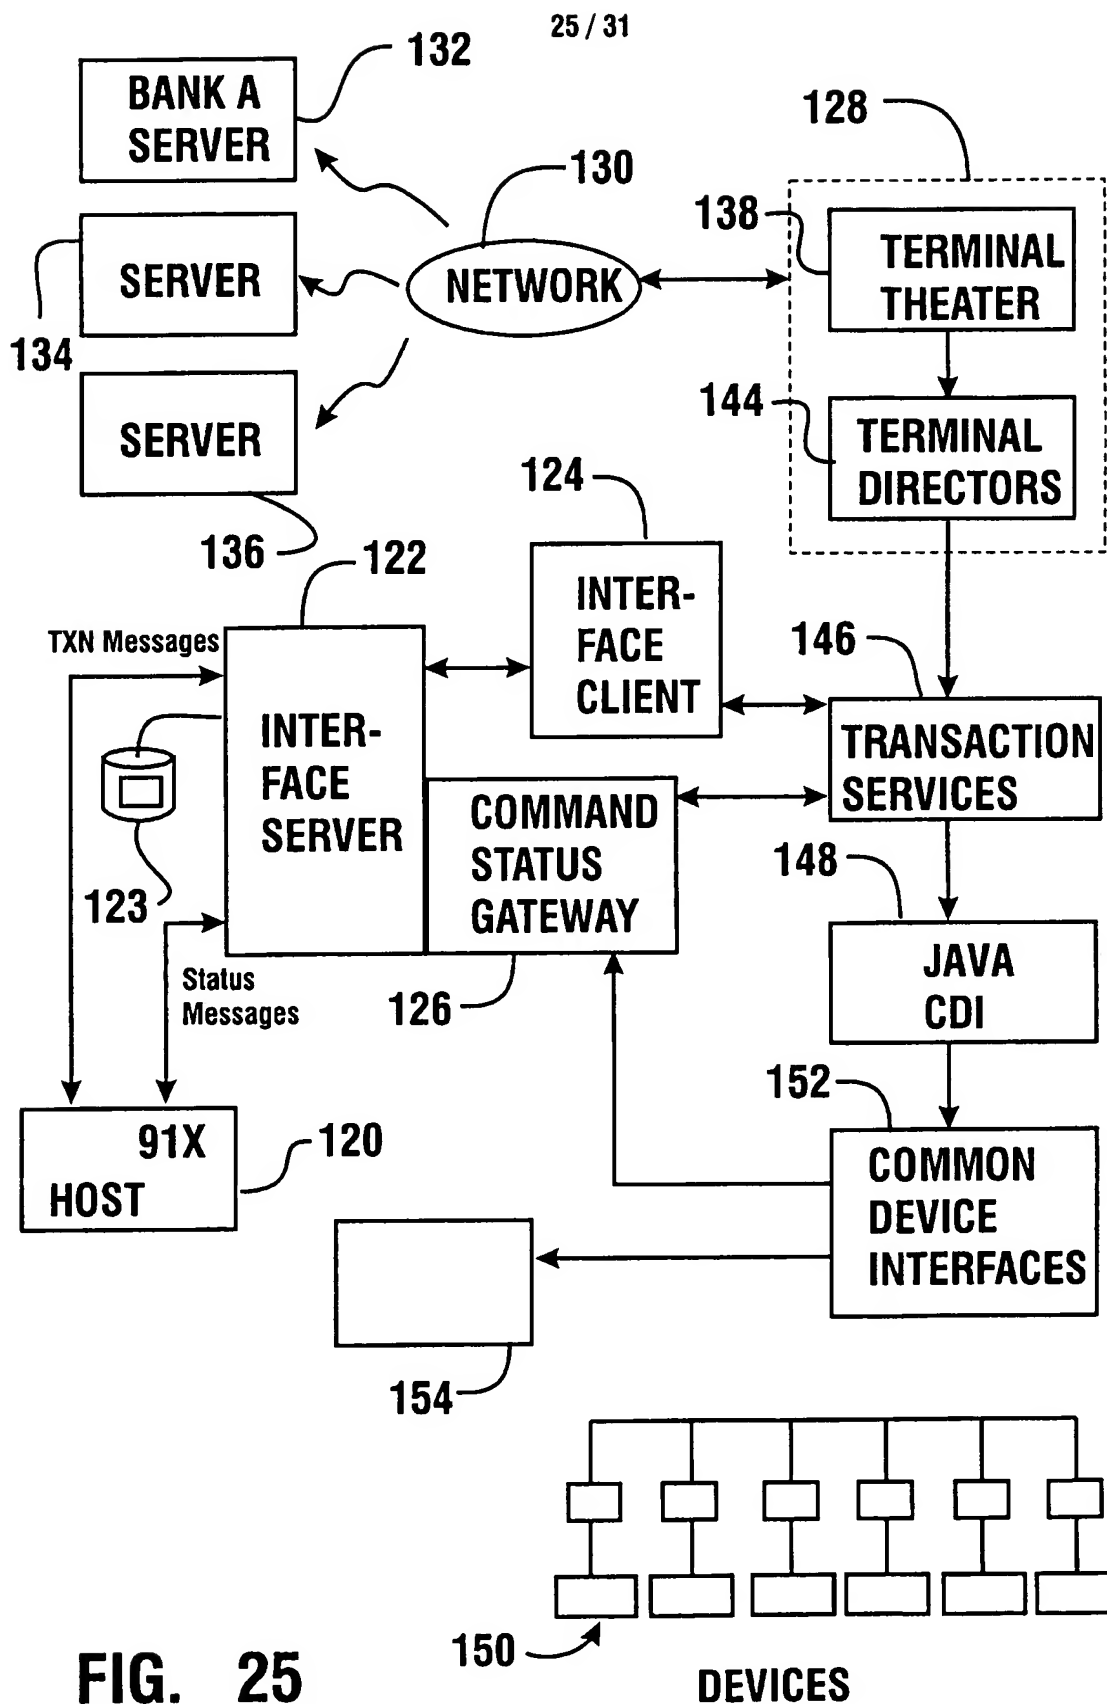 25 / 31
132
BANK A
SERVER
128
130
138
TERMINAL
THEATER
SERVER
NETWORK
134
144
TERMINAL
DIRECTORS
SERVER
124
136
122
INTER-
FACE
CLIENT
TXN Messages
146
INTER-
FACE
SERVER
TRANSACTION
SERVICES
COMMAND
STATUS
GATEWAY
148
123
JAVA
CDI
Status
Messages
126
152
91X
HOST
120
COMMON
DEVICE
INTERFACES
154
150
DEVICES
FIG. 25